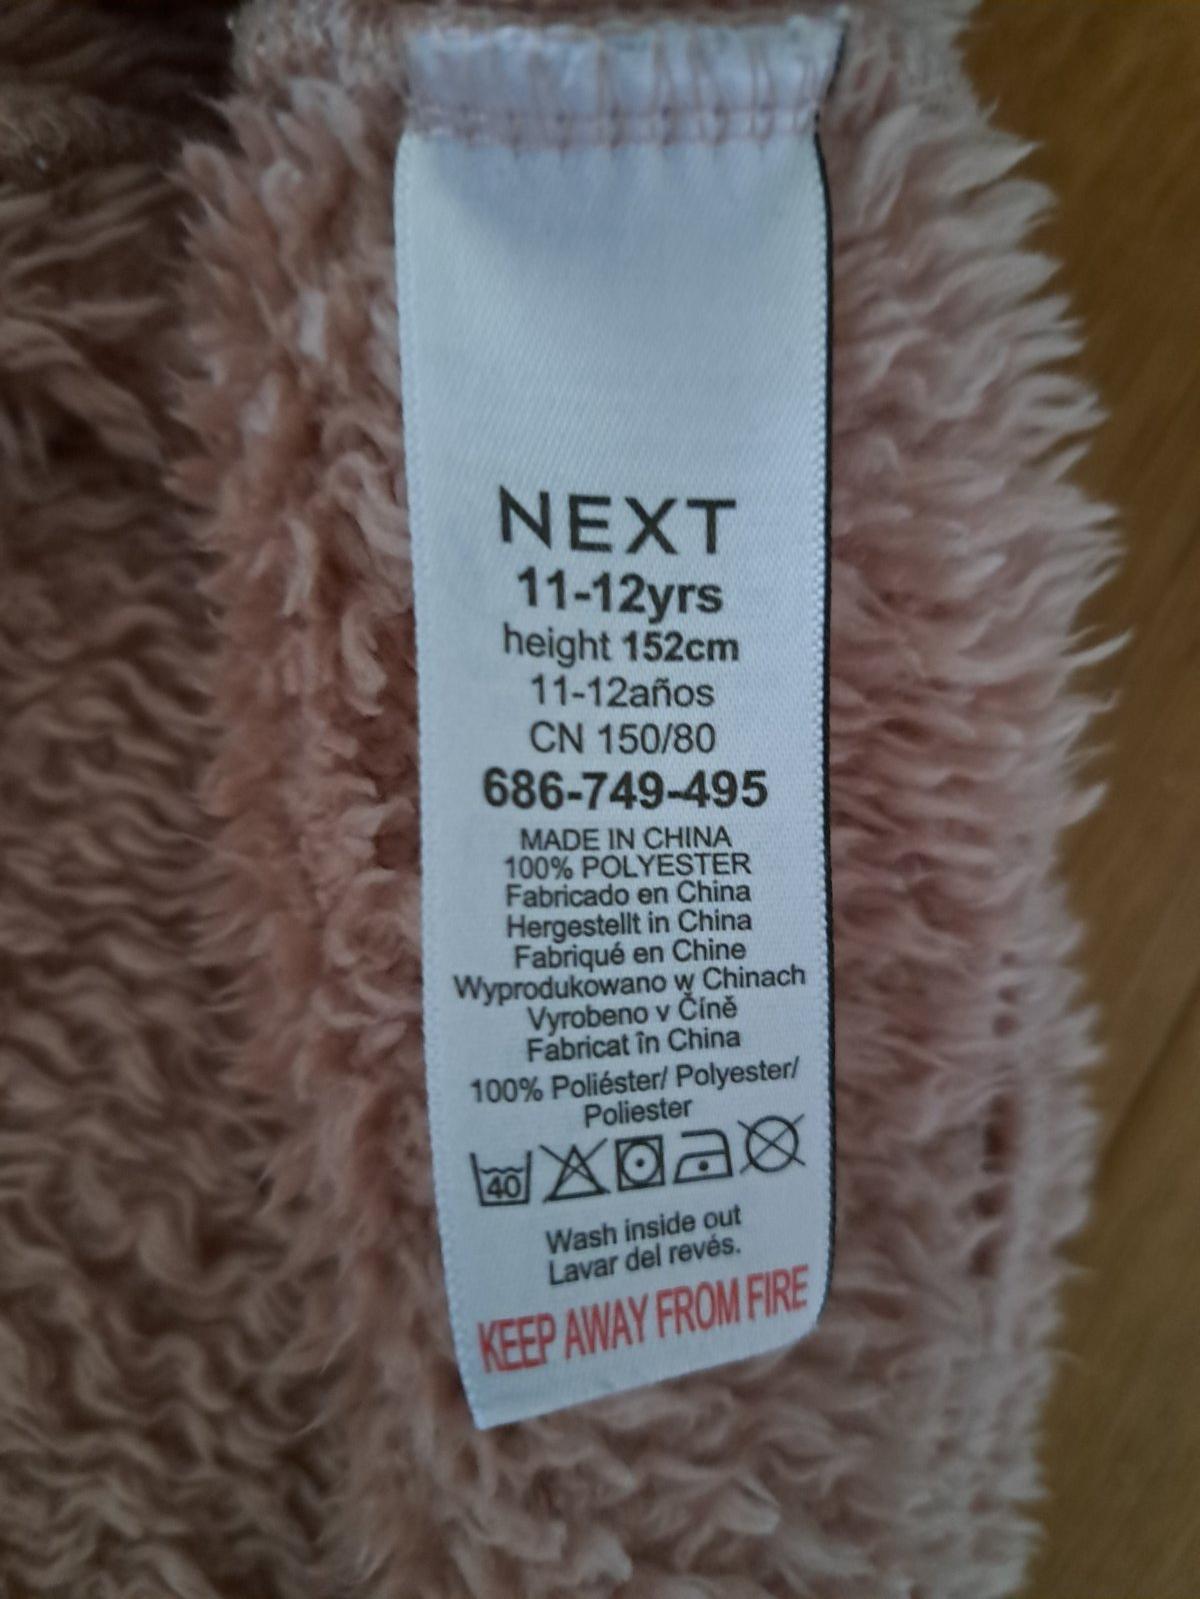 NEXT
11-12yrs
height 152cm
11-12años
CN 150/80
686-749-495
MADE IN CHINA
100% POLYESTER
Fabricado en China
Hergestellt in China
Fabriqué en Chine
Wyprodukowano w Chinach
Vyrobeno v Číně
Fabricat în China
100% Poliéster/ Polyester/
Poliester
40
Wash inside out
Lavar del revés.
KEEP AWAY FROM FIRE